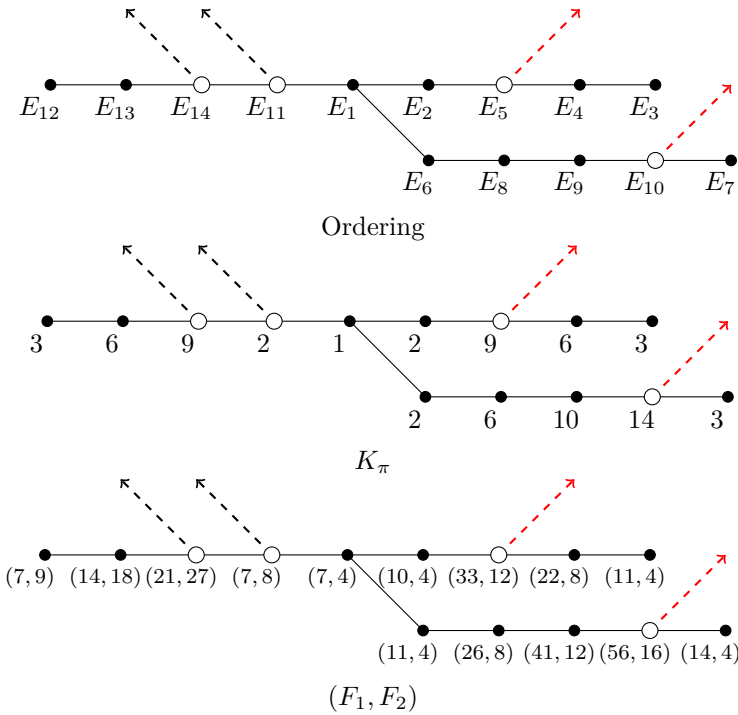 E₁₂ E₁₃ E₁₄ E₁₁ E₁ E₂ E₅ E₄ E₃
E₆ E₈ E₉ E₁₀ E₇
Ordering
3 6 9 2 1 2 9 6 3
2 6 10 14 3
K_π
(7, 9) (14, 18) (21, 27) (7, 8) (7, 4) (10, 4) (33, 12) (22, 8) (11, 4)
(11, 4) (26, 8) (41, 12) (56, 16) (14, 4)
(F₁, F₂)